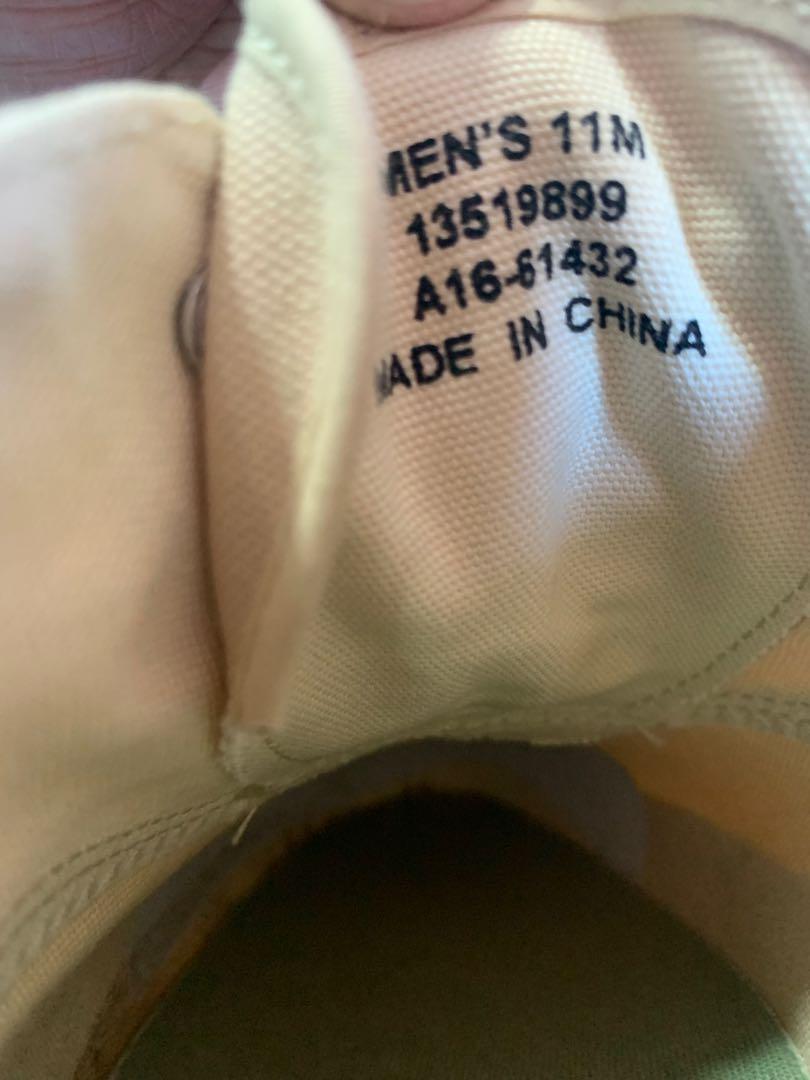 MEN'S 11M
13519899
A16-61432
MADE IN CHINA